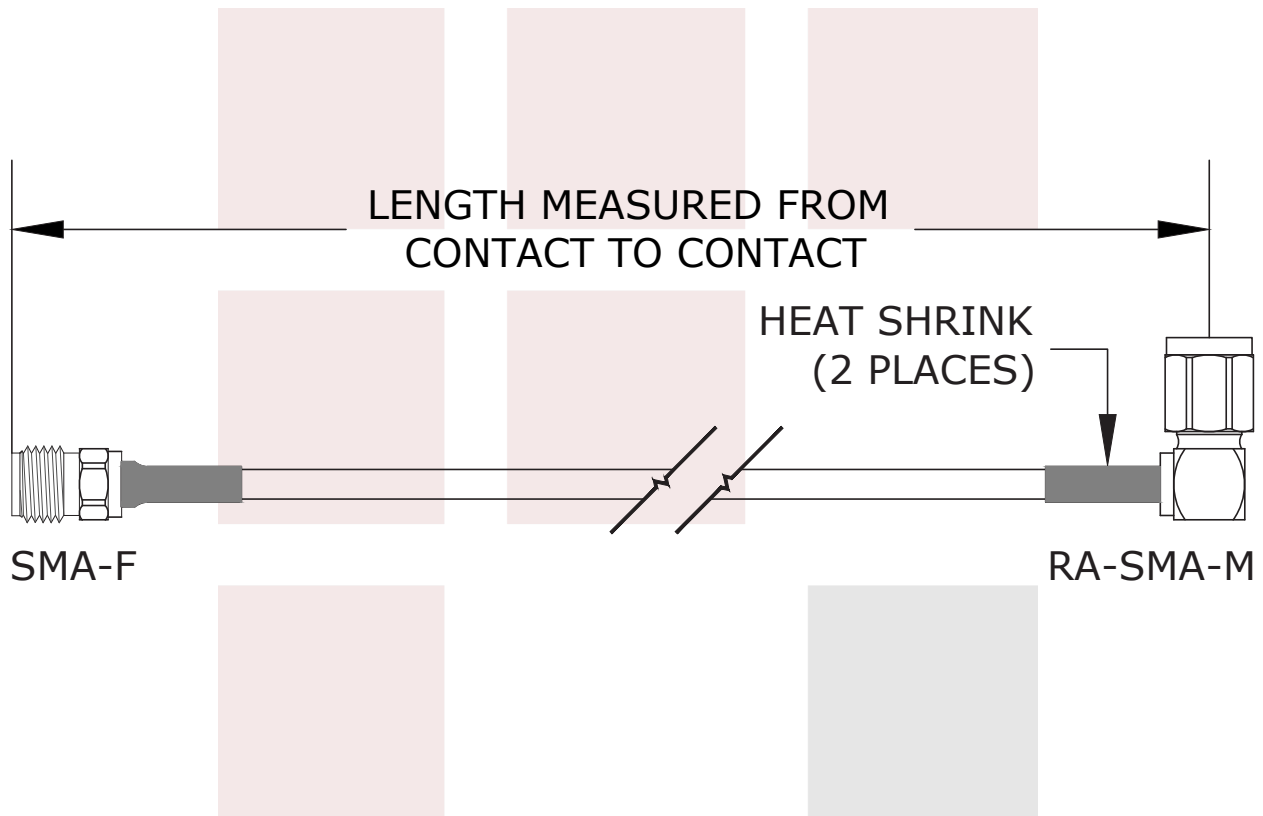 LENGTH MEASURED FROM
CONTACT TO CONTACT
HEAT SHRINK
(2 PLACES)
SMA-F
RA-SMA-M